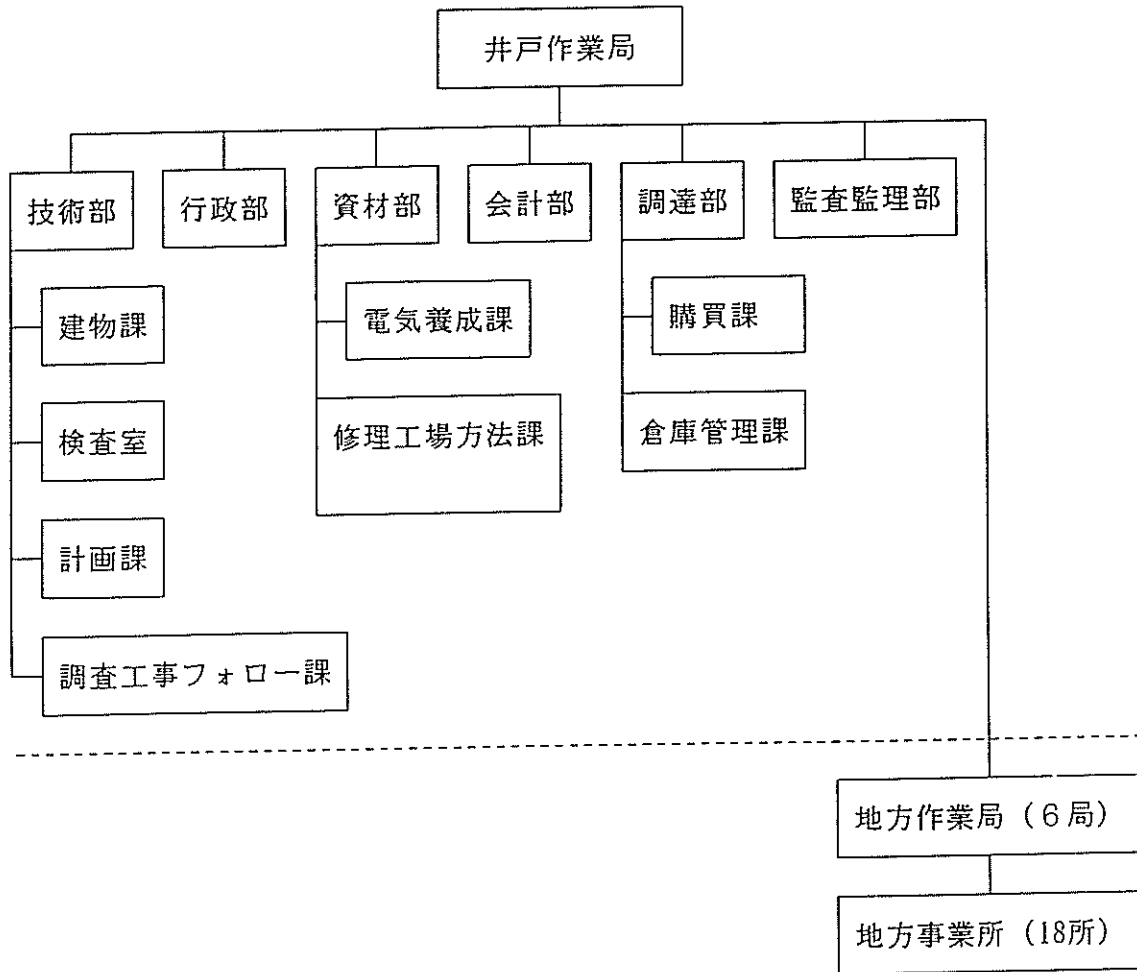 井戸作業局
技術部
行政部
資材部
会計部
調達部
監査監理部
建物課
検査室
計画課
調査工事フォロー課
電気養成課
修理工場方法課
購買課
倉庫管理課
地方作業局（６局）
地方事業所（18所）